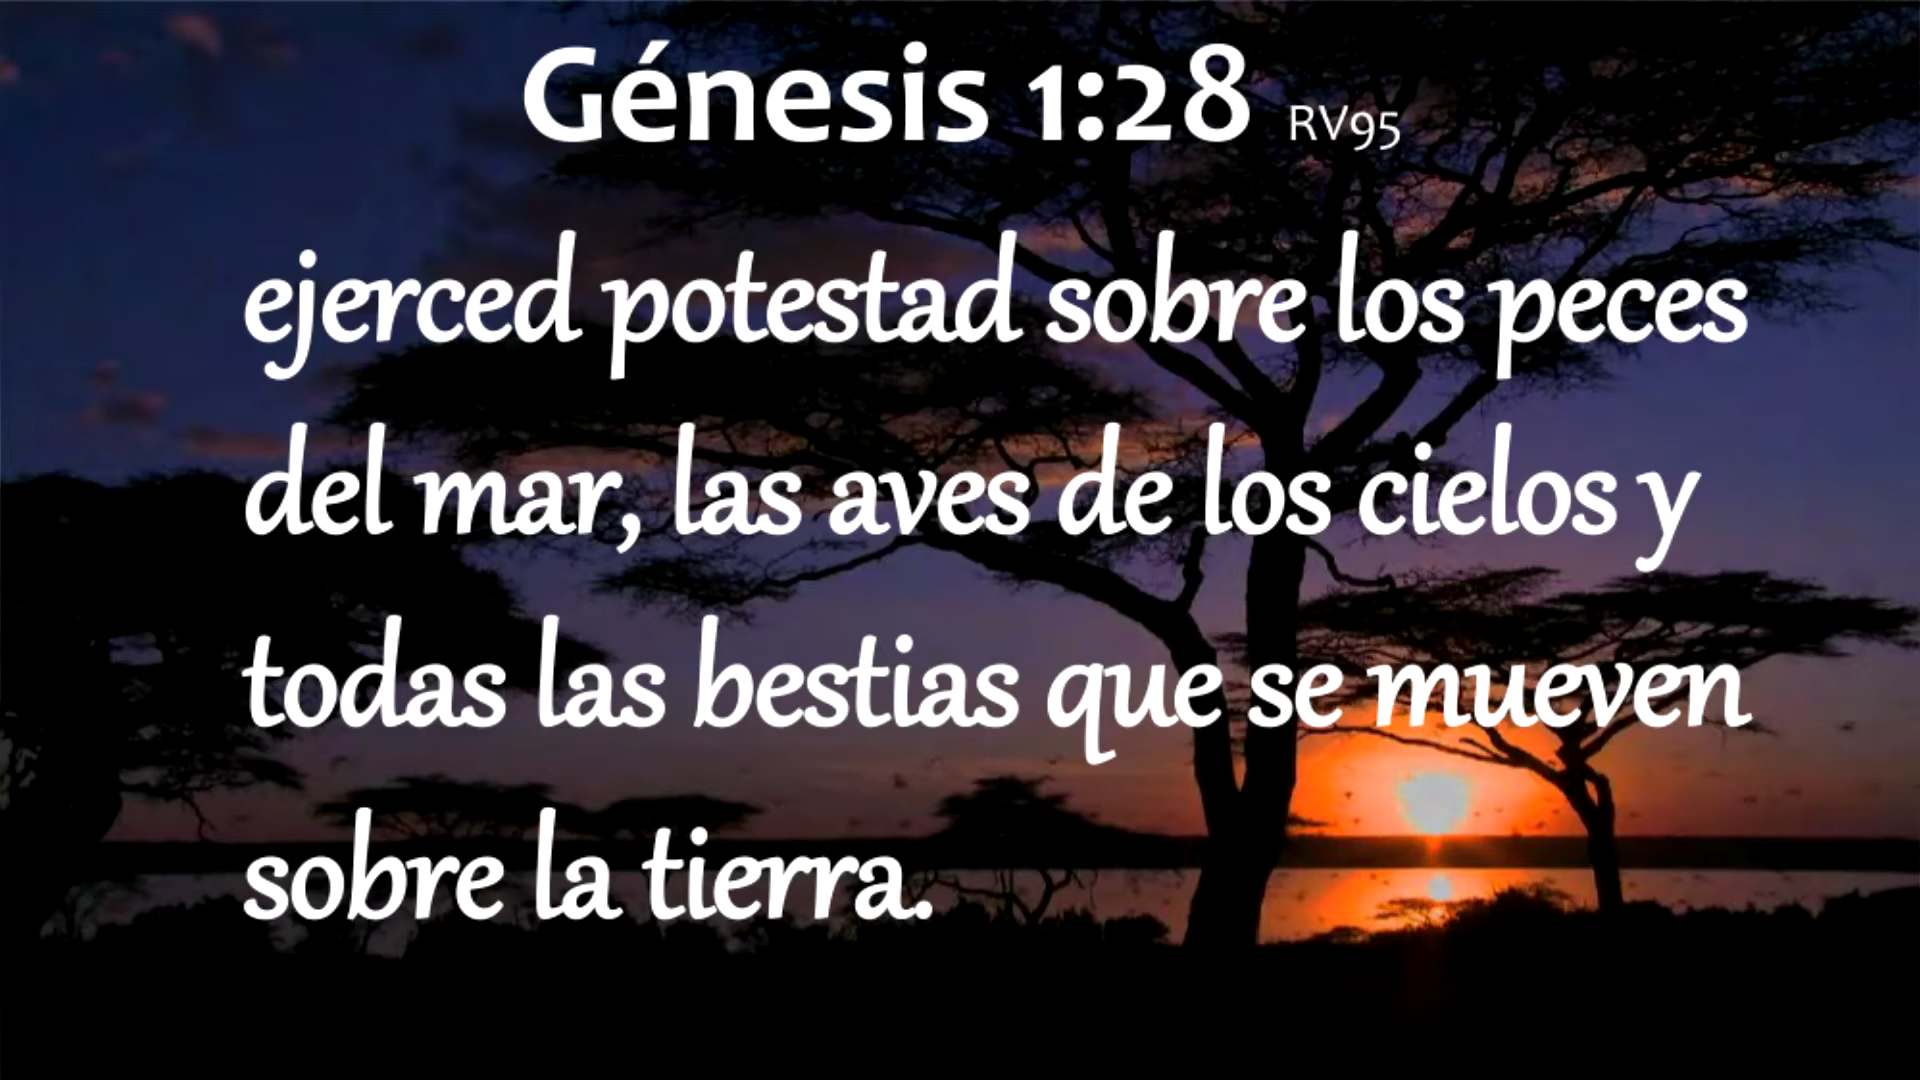 Génesis 1:28 RV95
ejerced potestad sobre los peces
del mar, las aves de los cielos y
todas las bestias que se mueven
sobre la tierra.